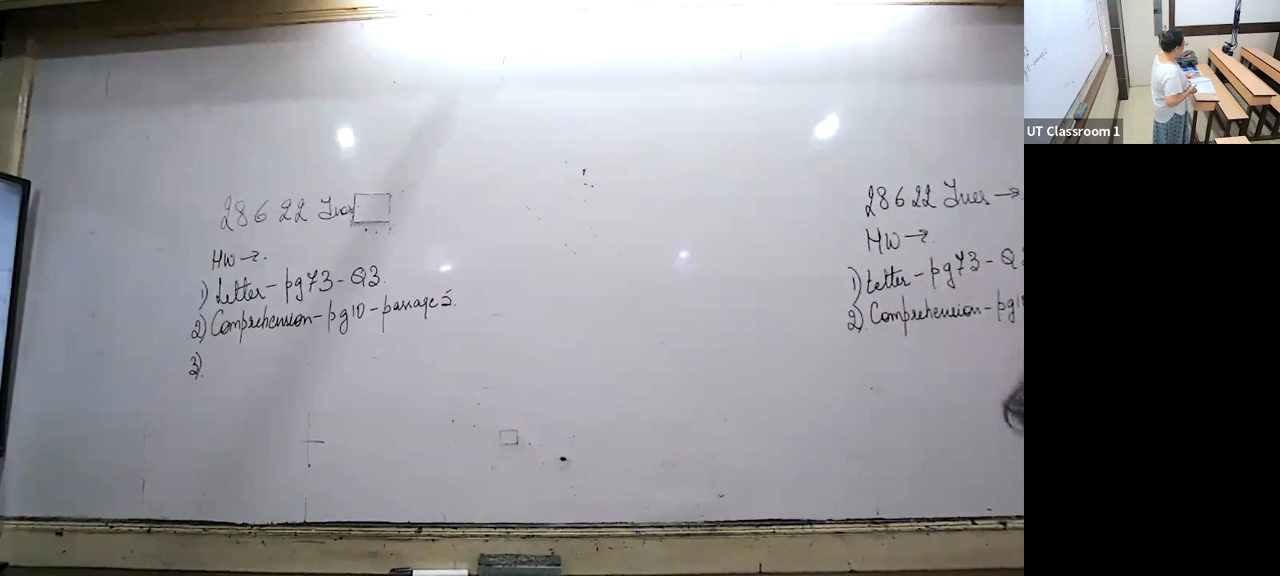 28 6 22 Tues
HW →
1) Letter - pg 73 - Q3.
2) Comprehension - pg 10 - passage 5.
3)
28 6 22 Tues →
HW →
1) Letter - pg 73 - Q
2) Comprehension - pg 1
UT Classroom 1